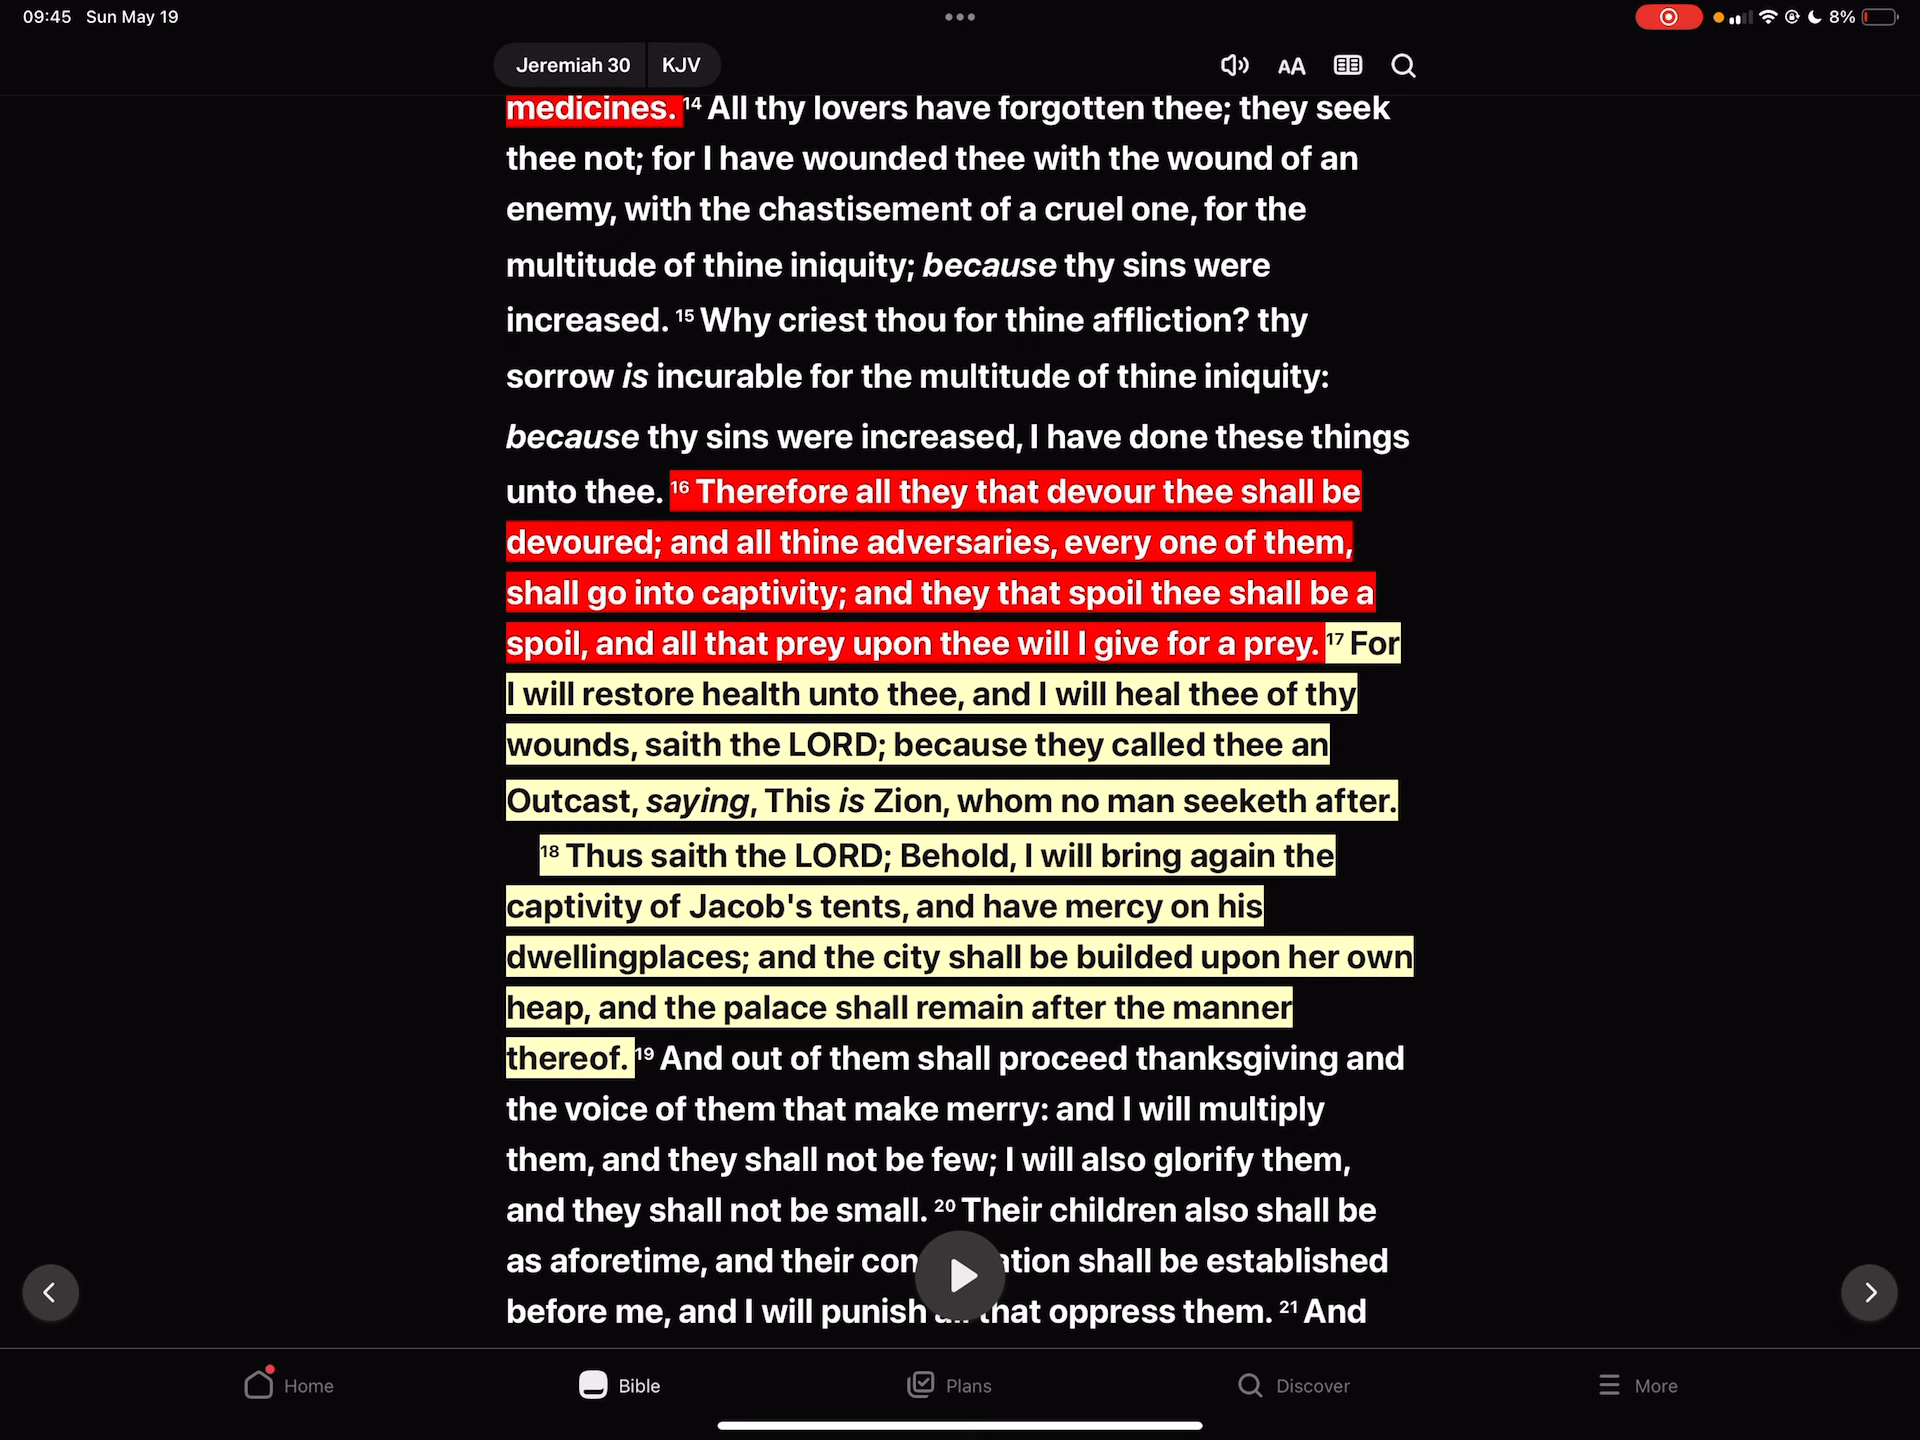 09:45 Sun May 19
8%
Jeremiah 30 KJV
AA
medicines. 14 All thy lovers have forgotten thee; they seek
thee not; for I have wounded thee with the wound of an
enemy, with the chastisement of a cruel one, for the
multitude of thine iniquity; because thy sins were
increased. 15 Why criest thou for thine affliction? thy
sorrow is incurable for the multitude of thine iniquity:
because thy sins were increased, I have done these things
unto thee. 16 Therefore all they that devour thee shall be
devoured; and all thine adversaries, every one of them,
shall go into captivity; and they that spoil thee shall be a
spoil, and all that prey upon thee will I give for a prey. 17 For
I will restore health unto thee, and I will heal thee of thy
wounds, saith the LORD; because they called thee an
Outcast, saying, This is Zion, whom no man seeketh after.
18 Thus saith the LORD; Behold, I will bring again the
captivity of Jacob's tents, and have mercy on his
dwellingplaces; and the city shall be builded upon her own
heap, and the palace shall remain after the manner
thereof. 19 And out of them shall proceed thanksgiving and
the voice of them that make merry: and I will multiply
them, and they shall not be few; I will also glorify them,
and they shall not be small. 20 Their children also shall be
as aforetime, and their con ation shall be established
before me, and I will punish that oppress them. 21 And
Home Bible Plans Discover More